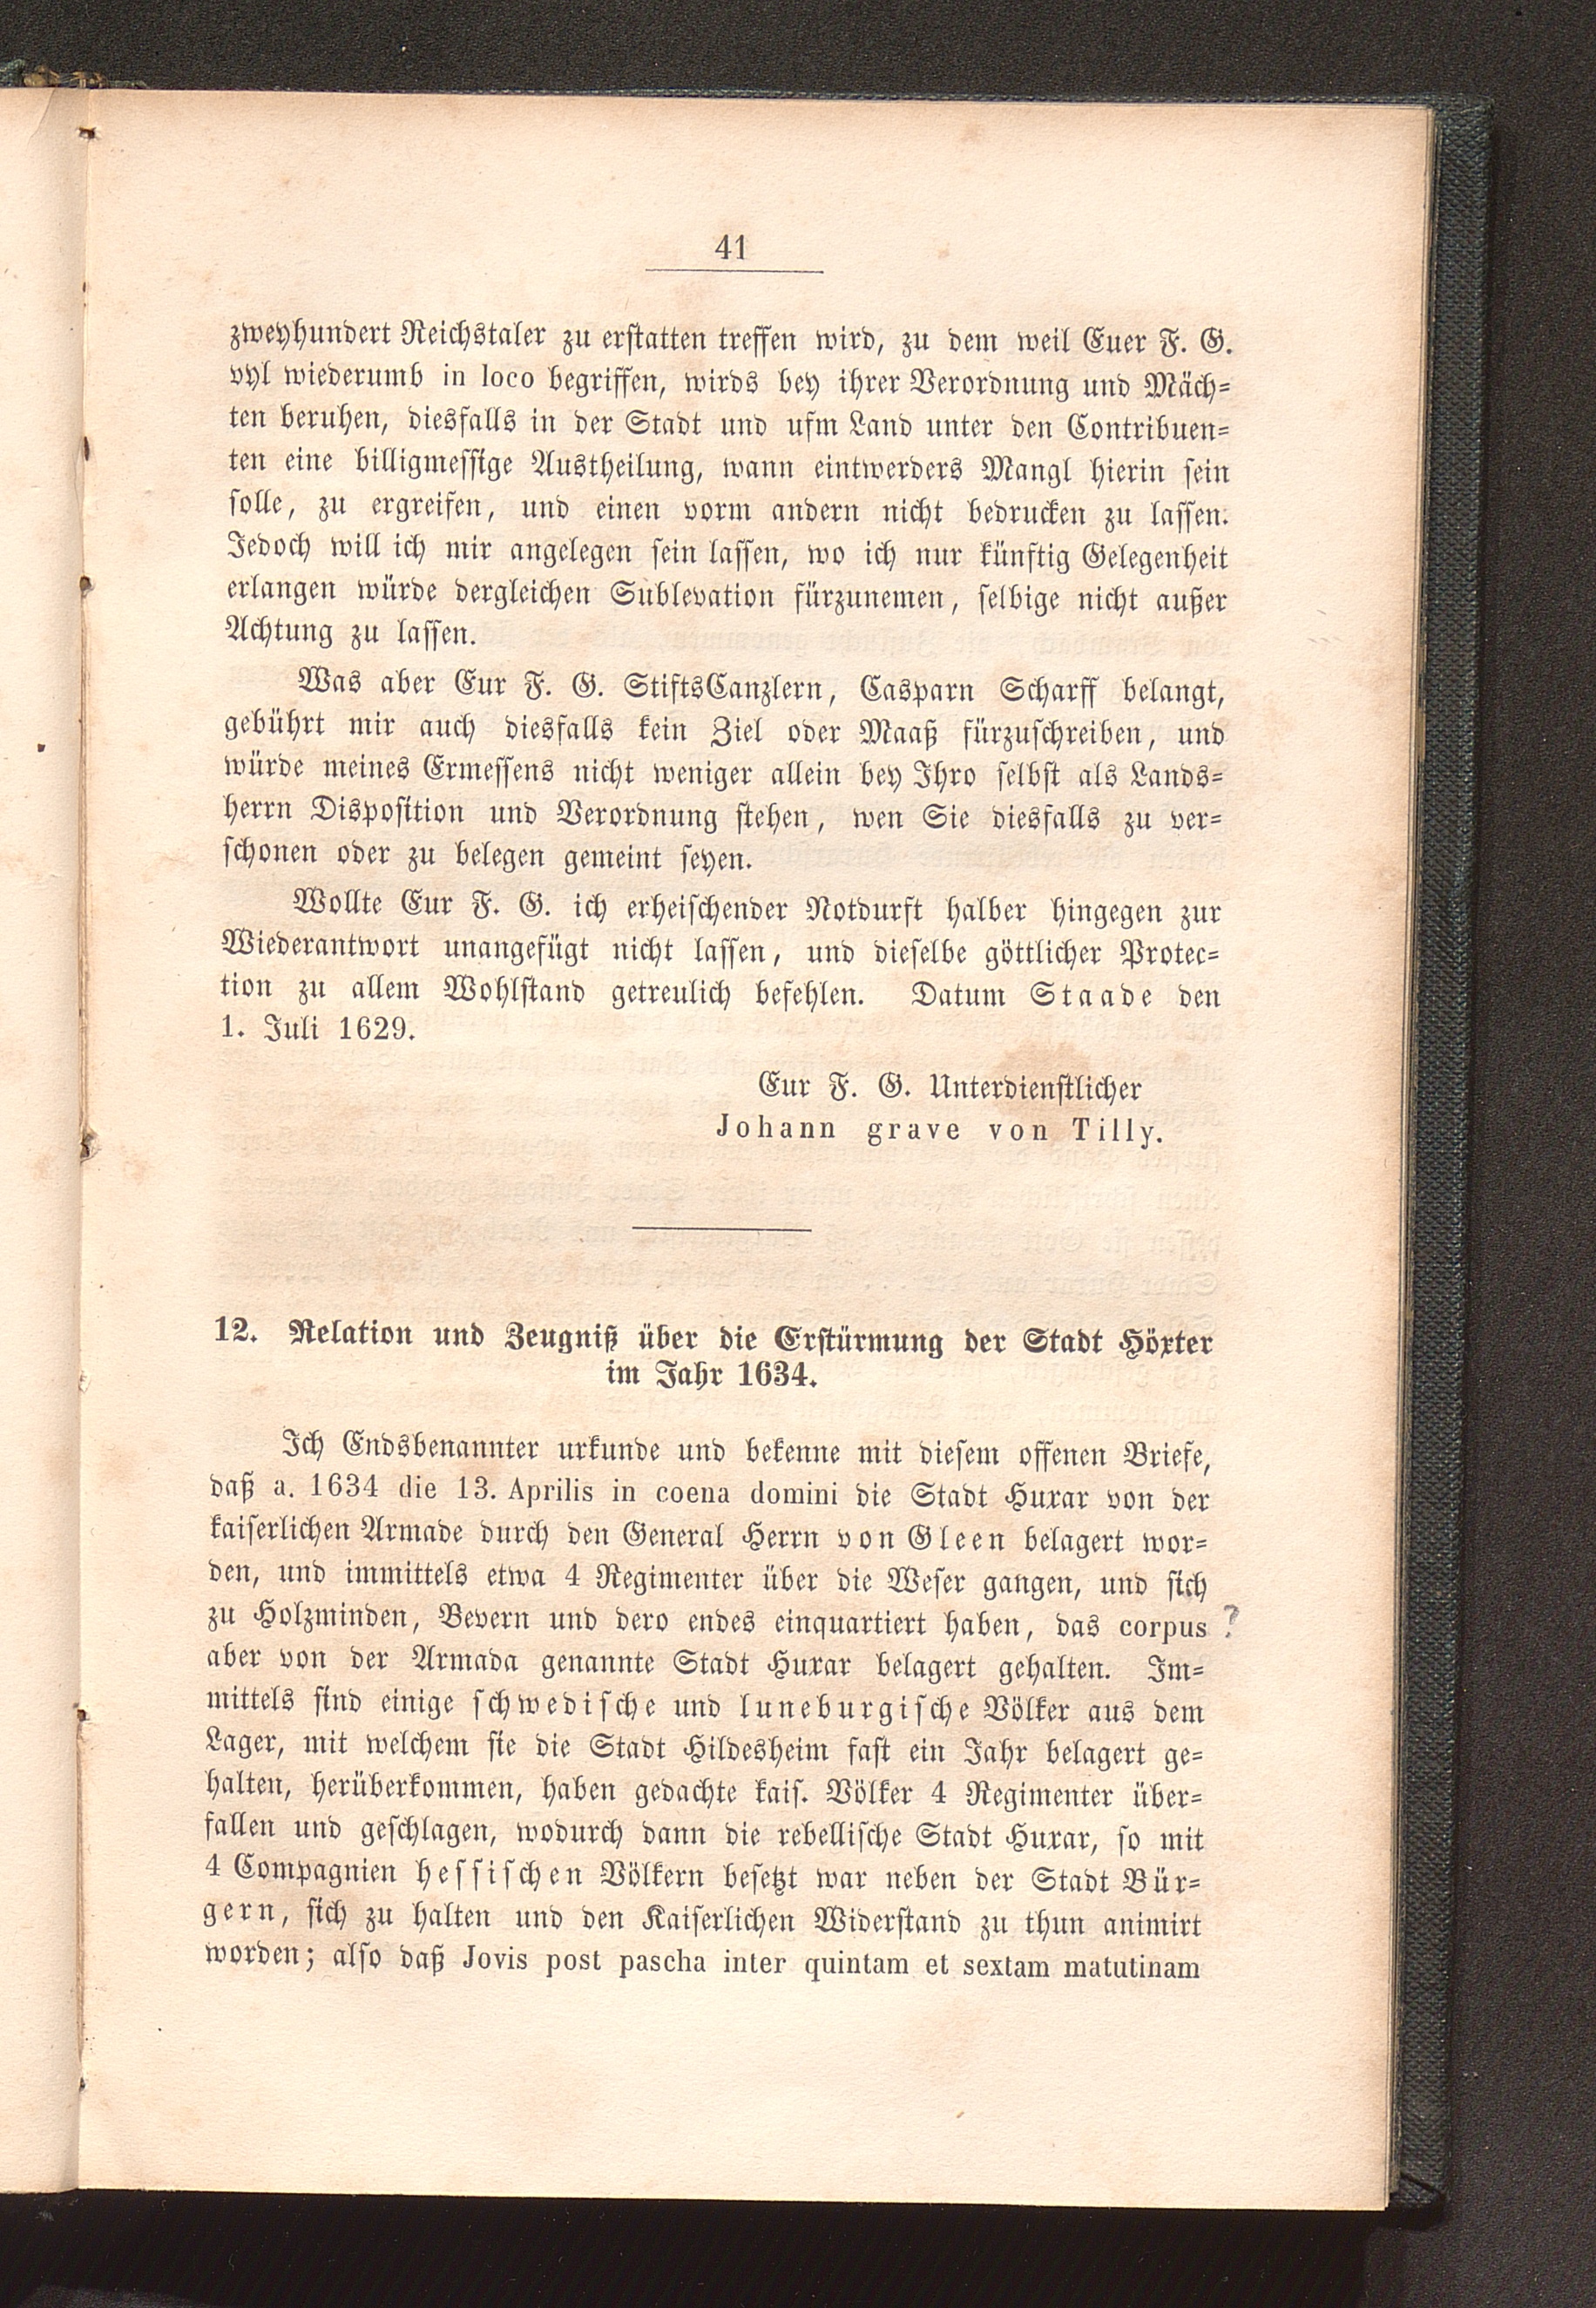 41
zweyhundert Reichstaler zu erstatten treffen wird, zu dem weil Euer F. G.
vyl wiederumb in loco begriffen, wirds bey ihrer Verordnung und Mäch-
ten beruhen, diesfalls in der Stadt und ufm Land unter den Contribuen-
ten eine billigmessige Austheilung, wann eintwerders Mangl hierin sein
solle, zu ergreifen, und einen vorm andern nicht bedrucken zu lassen.
Jedoch will ich mir angelegen sein lassen, wo ich nur künftig Gelegenheit
erlangen würde dergleichen Sublevation fürzunemen, selbige nicht außer
Achtung zu lassen.
Was aber Eur F. G. StiftsCanzlern, Casparn Scharff belangt,
gebührt mir auch diesfalls kein Ziel oder Maaß fürzuschreiben, und
würde meines Ermessens nicht weniger allein bey Ihro selbst als Lands-
herrn Disposition und Verordnung stehen, wen Sie diesfalls zu ver-
schonen oder zu belegen gemeint seyen.
Wollte Eur F. G. ich erheischender Notdurft halber hingegen zur
Wiederantwort unangefügt nicht lassen, und dieselbe göttlicher Protec-
tion zu allem Wohlstand getreulich befehlen. Datum Staade den
1. Juli 1629.
Eur F. G. Unterdienstlicher
Johann grave von Tilly.
12. Relation und Zeugniß über die Erstürmung der Stadt Höxter
im Jahr 1634.
Ich Endsbenannter urkunde und bekenne mit diesem offenen Briefe,
daß a. 1634 die 13. Aprilis in coena domini die Stadt Huxar von der
kaiserlichen Armade durch den General Herrn von Gleen belagert wor-
den, und immittels etwa 4 Regimenter über die Weser gangen, und sich
zu Holzminden, Bevern und dero endes einquartiert haben, das corpus ?
aber von der Armada genannte Stadt Huxar belagert gehalten. Im-
mittels sind einige schwedische und luneburgische Völker aus dem
Lager, mit welchem sie die Stadt Hildesheim fast ein Jahr belagert ge-
halten, herüberkommen, haben gedachte kais. Völker 4 Regimenter über-
fallen und geschlagen, wodurch dann die rebellische Stadt Huxar, so mit
4 Compagnien hessischen Völkern besetzt war neben der Stadt Bür-
gern, sich zu halten und den Kaiserlichen Widerstand zu thun animirt
worden; also daß Jovis post pascha inter quintam et sextam matutinam